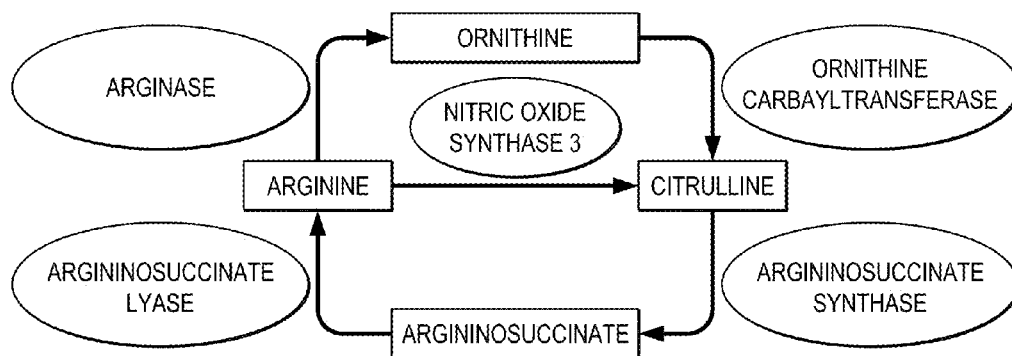 ORNITHINE
ARGINASE
ORNITHINE
CARBAYLTRANSFERASE
NITRIC OXIDE
SYNTHASE 3
ARGININE
CITRULLINE
ARGININOSUCCINATE
LYASE
ARGININOSUCCINATE
SYNTHASE
ARGININOSUCCINATE